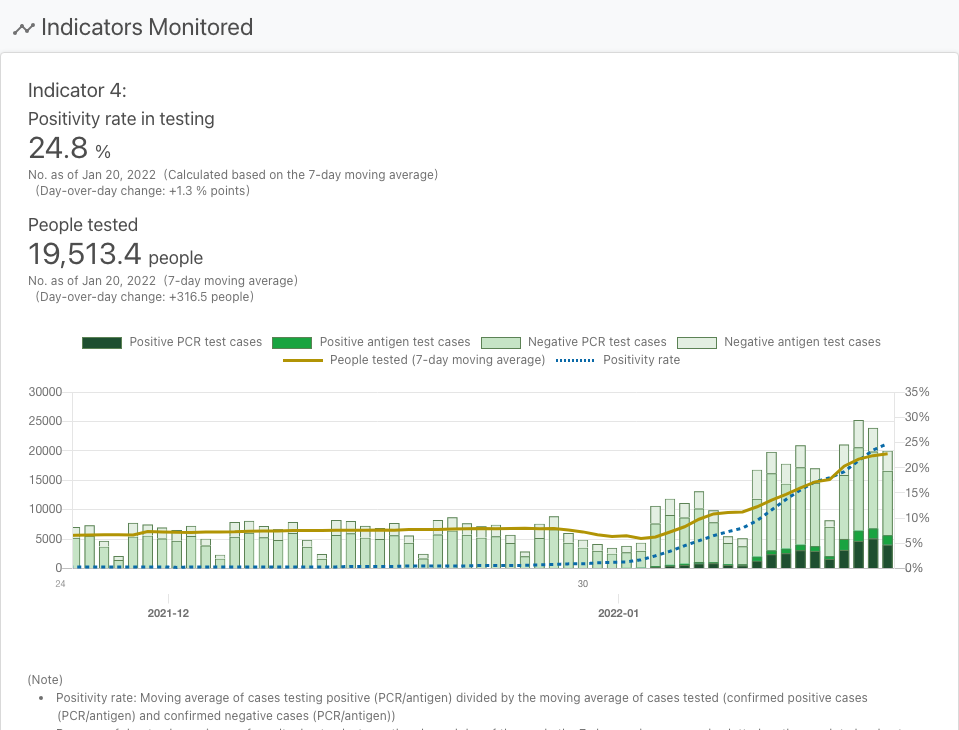 Indicators Monitored
Indicator 4:
Positivity rate in testing
24.8 %
No. as of Jan 20, 2022 (Calculated based on the 7-day moving average)
(Day-over-day change: +1.3 % points)
People tested
19,513.4 people
No. as of Jan 20, 2022 (7-day moving average)
(Day-over-day change: +316.5 people)
Positive PCR test cases Positive antigen test cases Negative PCR test cases Negative antigen test cases
People tested (7-day moving average) Positivity rate
30000 35%
30%
25000
25%
20000
20%
15000
15%
10000
10%
5000
5%
0 0%
24 30
2021-12 2022-01
(Note)
• Positivity rate: Moving average of cases testing positive (PCR/antigen) divided by the moving average of cases tested (confirmed positive cases
(PCR/antigen) and confirmed negative cases (PCR/antigen))